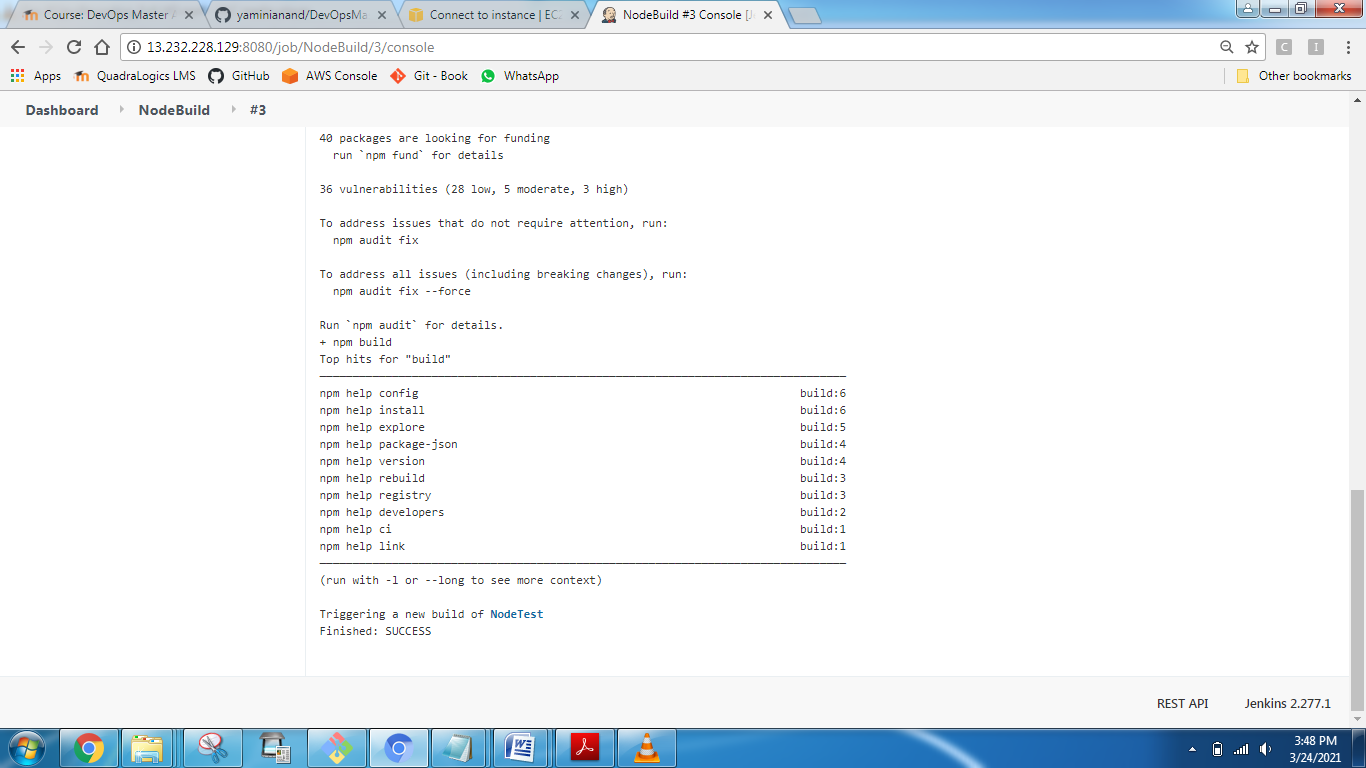 Course: DevOps Master A
yaminianand/DevOpsMa
Connect to instance | EC2
NodeBuild #3 Console [J
13.232.228.129:8080/job/NodeBuild/3/console
Apps QuadraLogics LMS GitHub AWS Console Git - Book WhatsApp Other bookmarks
Dashboard NodeBuild #3
40 packages are looking for funding
run `npm fund` for details
36 vulnerabilities (28 low, 5 moderate, 3 high)
To address issues that do not require attention, run:
npm audit fix
To address all issues (including breaking changes), run:
npm audit fix --force
Run `npm audit` for details.
+ npm build
Top hits for "build"
npm help config build:6
npm help install build:6
npm help explore build:5
npm help package-json build:4
npm help version build:4
npm help rebuild build:3
npm help registry build:3
npm help developers build:2
npm help ci build:1
npm help link build:1
(run with -l or --long to see more context)
Triggering a new build of NodeTest
Finished: SUCCESS
REST API Jenkins 2.277.1
3:48 PM
3/24/2021